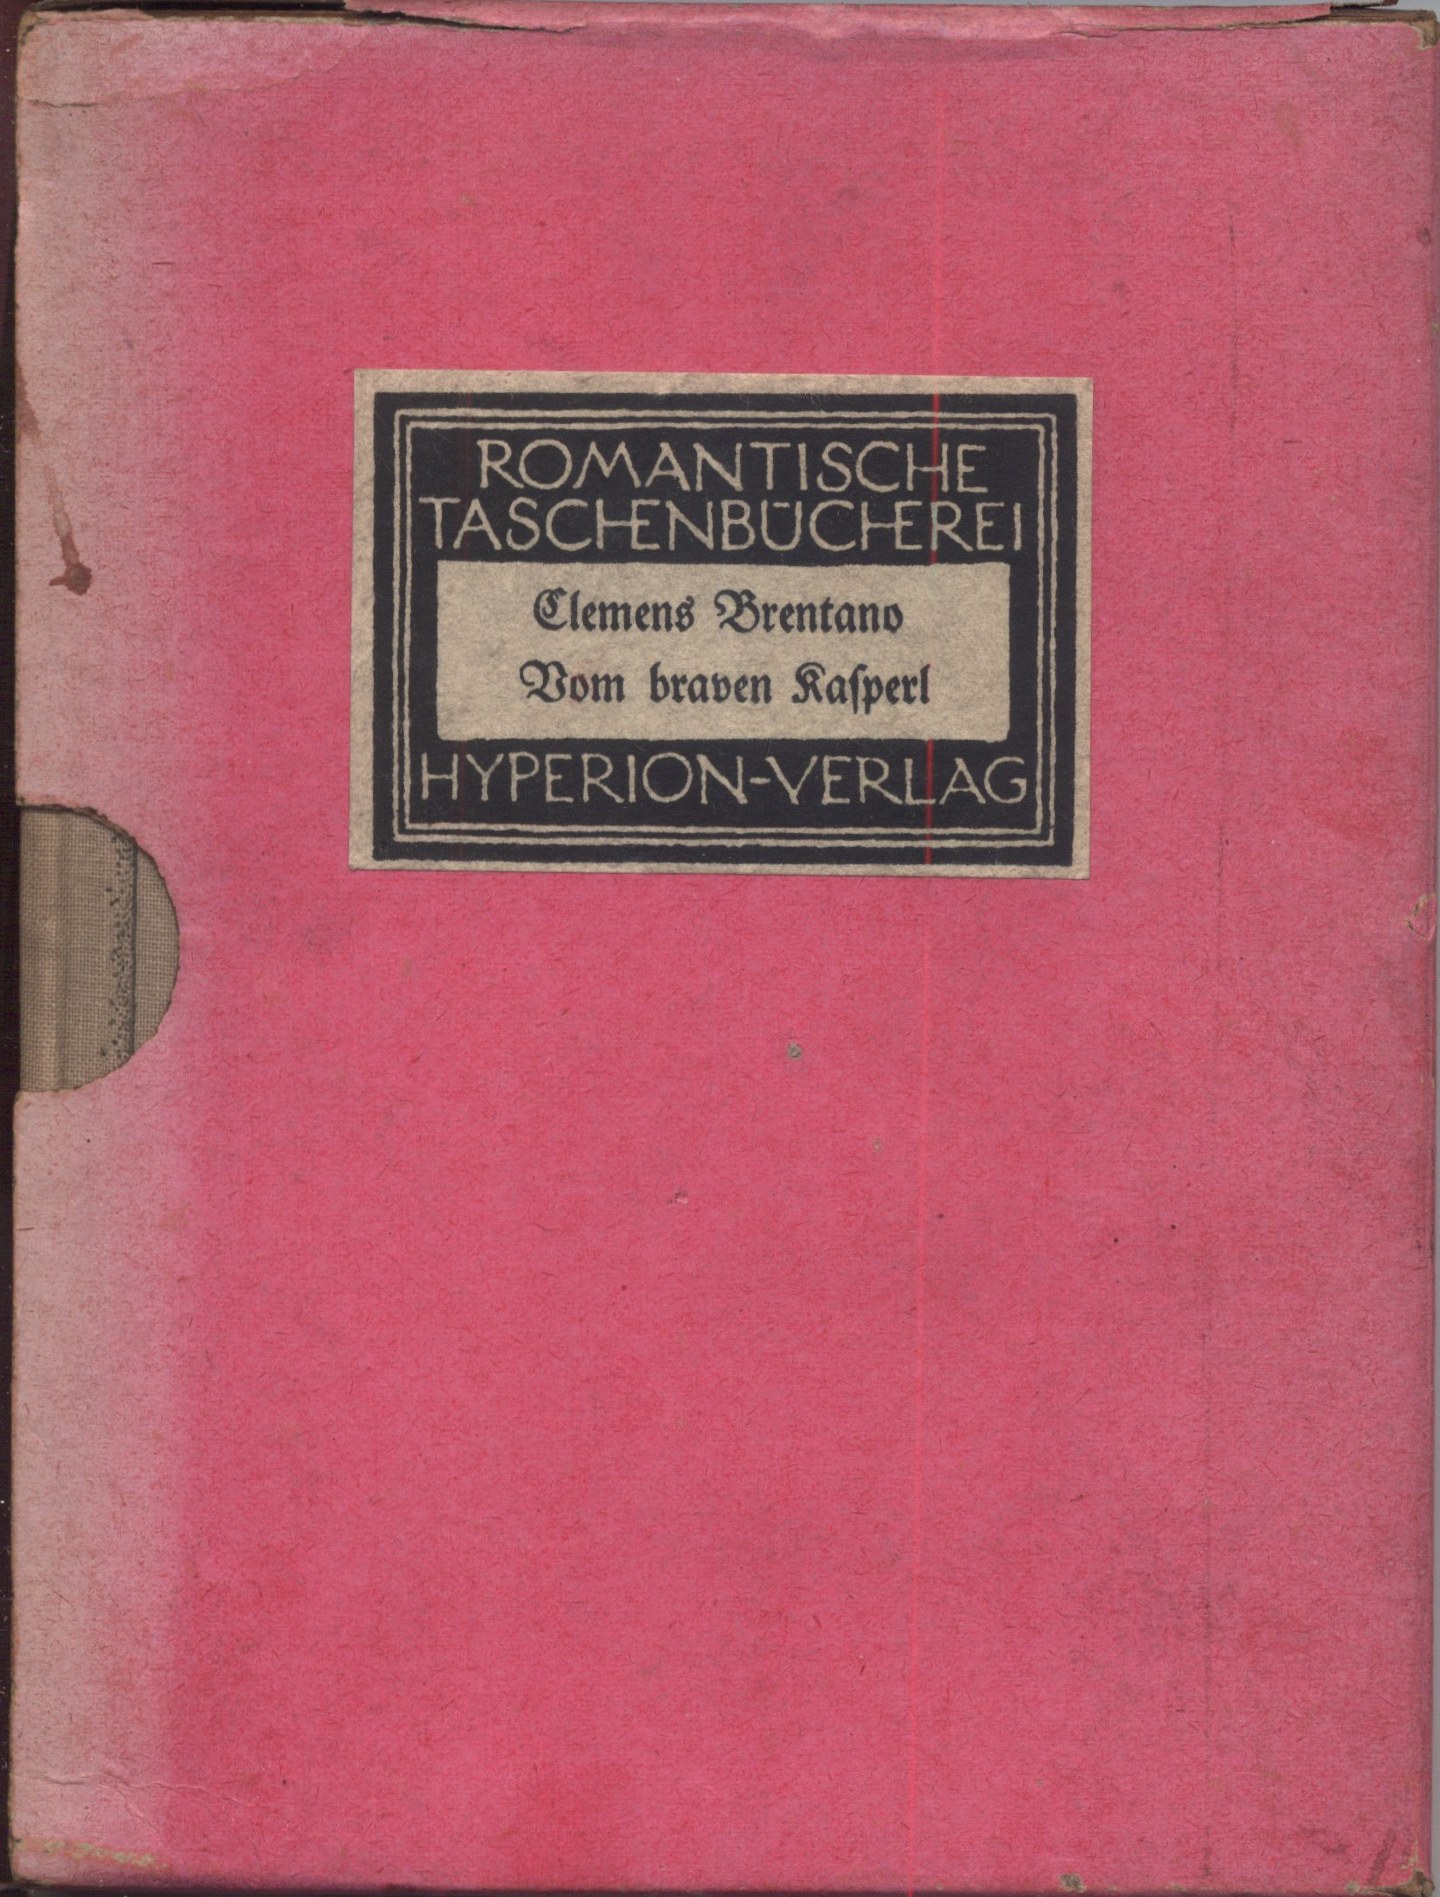 ROMANTISCHE
TASCHENBÜCHEREI
Clemens Brentano
Vom braven Kaſperl
HYPERION-VERLAG